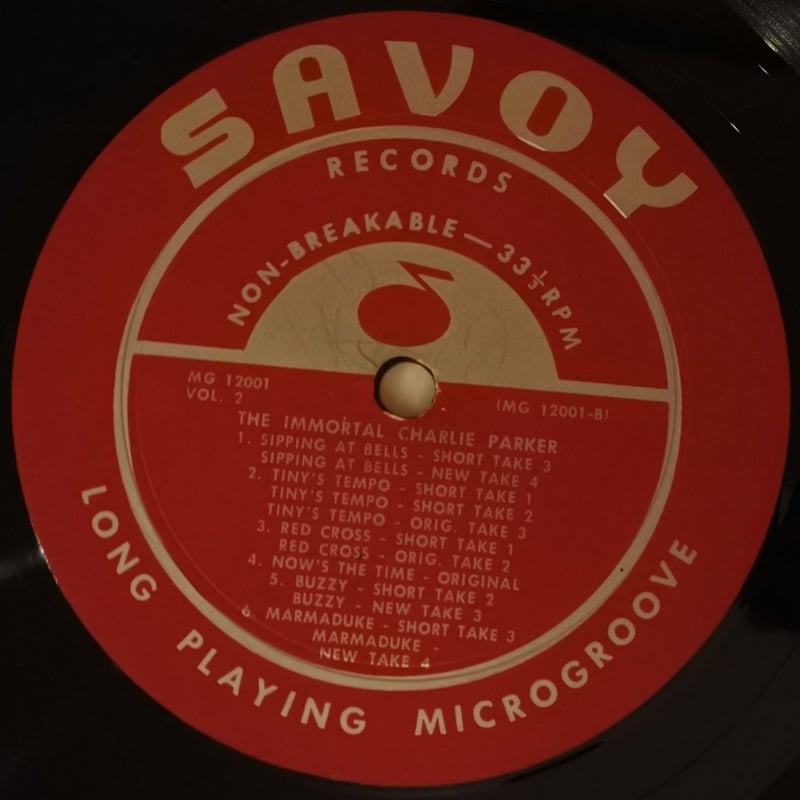 SAVOY
RECORDS
NON-BREAKABLE — 33⅓ RPM
MG 12001
VOL. 2
(MG 12001-B)
THE IMMORTAL CHARLIE PARKER
1. SIPPING AT BELLS - SHORT TAKE 3
SIPPING AT BELLS - NEW TAKE 4
2. TINY'S TEMPO - SHORT TAKE 1
TINY'S TEMPO - SHORT TAKE 2
TINY'S TEMPO - ORIG. TAKE 3
3. RED CROSS - SHORT TAKE 1
RED CROSS - ORIG. TAKE 2
4. NOW'S THE TIME - ORIGINAL
5. BUZZY - SHORT TAKE 2
BUZZY - NEW TAKE 3
6. MARMADUKE - SHORT TAKE 3
MARMADUKE -
NEW TAKE 4
LONG PLAYING MICROGROOVE